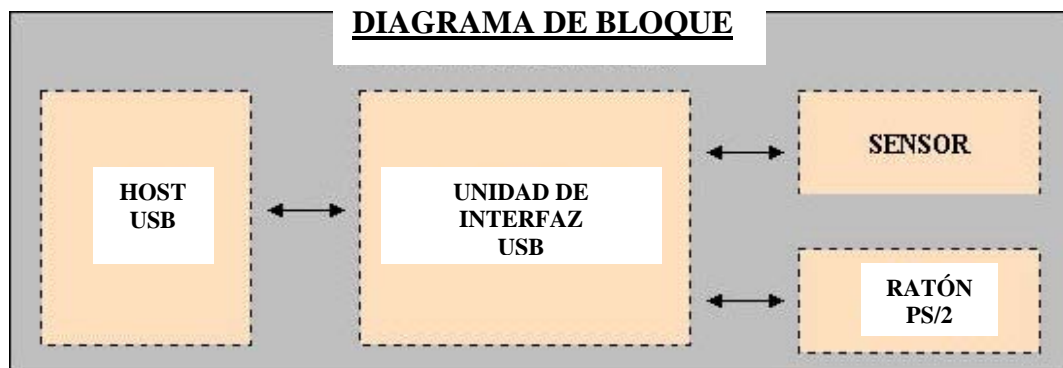 DIAGRAMA DE BLOQUE
HOST
USB
UNIDAD DE
INTERFAZ
USB
SENSOR
RATÓN
PS/2